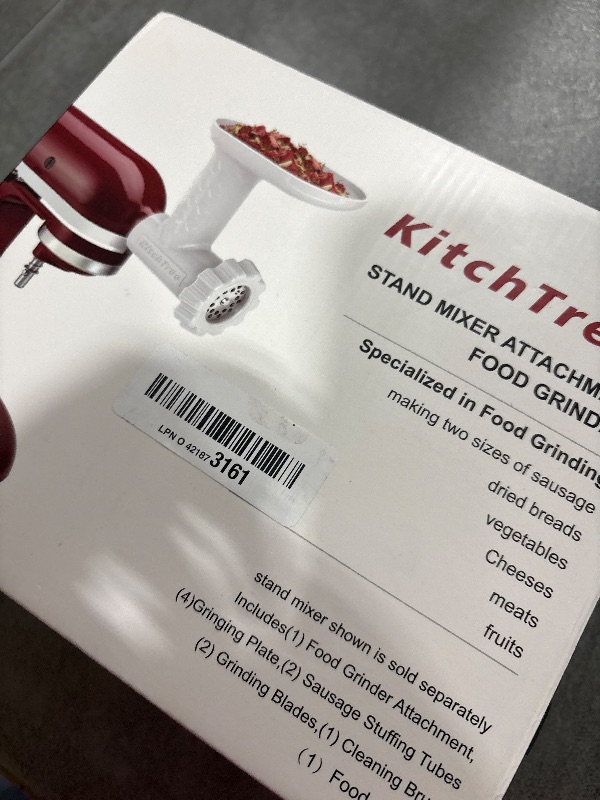 KitchTree
KitchTre
STAND MIXER ATTACHM
FOOD GRIND
Specialized in Food Grinding
making two sizes of sausage
dried breads
vegetables
Cheeses
meats
fruits
LPN O 42187 3161
stand mixer shown is sold separately
Includes(1) Food Grinder Attachment,
(4)Gringing Plate,(2) Sausage Stuffing Tubes
(2) Grinding Blades,(1) Cleaning Bru
(1) Food